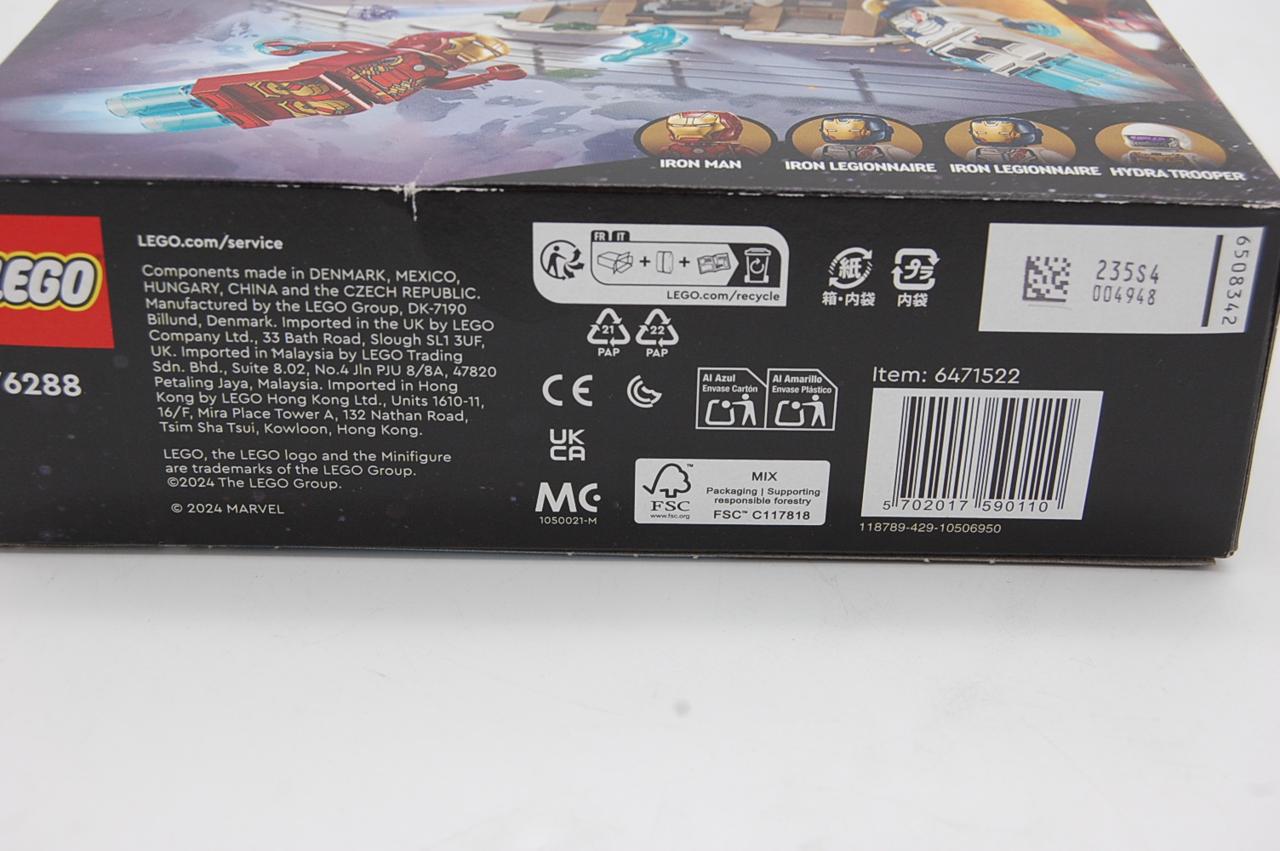 IRON MAN
IRON LEGIONNAIRE
IRON LEGIONNAIRE
HYDRA TROOPER
LEGO
76288
LEGO.com/service
Components made in DENMARK, MEXICO,
HUNGARY, CHINA and the CZECH REPUBLIC.
Manufactured by the LEGO Group, DK-7190
Billund, Denmark. Imported in the UK by LEGO
Company Ltd., 33 Bath Road, Slough SL1 3UF,
UK. Imported in Malaysia by LEGO Trading
Sdn. Bhd., Suite 8.02, No.4 Jln PJU 8/8A, 47820
Petaling Jaya, Malaysia. Imported in Hong
Kong by LEGO Hong Kong Ltd., Units 1610-11,
16/F, Mira Place Tower A, 132 Nathan Road,
Tsim Sha Tsui, Kowloon, Hong Kong.
LEGO, the LEGO logo and the Minifigure
are trademarks of the LEGO Group.
©2024 The LEGO Group.
© 2024 MARVEL
FR IT
+ + 
LEGO.com/recycle
21
PAP
22
PAP
CE
UK
CA
MC
1050021-M
紙
箱・内袋
プラ
内袋
Al Azul
Envase Cartón
Al Amarillo
Envase Plástico
FSC™
www.fsc.org
MIX
Packaging | Supporting
responsible forestry
FSC™ C117818
235S4
004948
6508342
Item: 6471522
5 702017 590110
118789-429-10506950